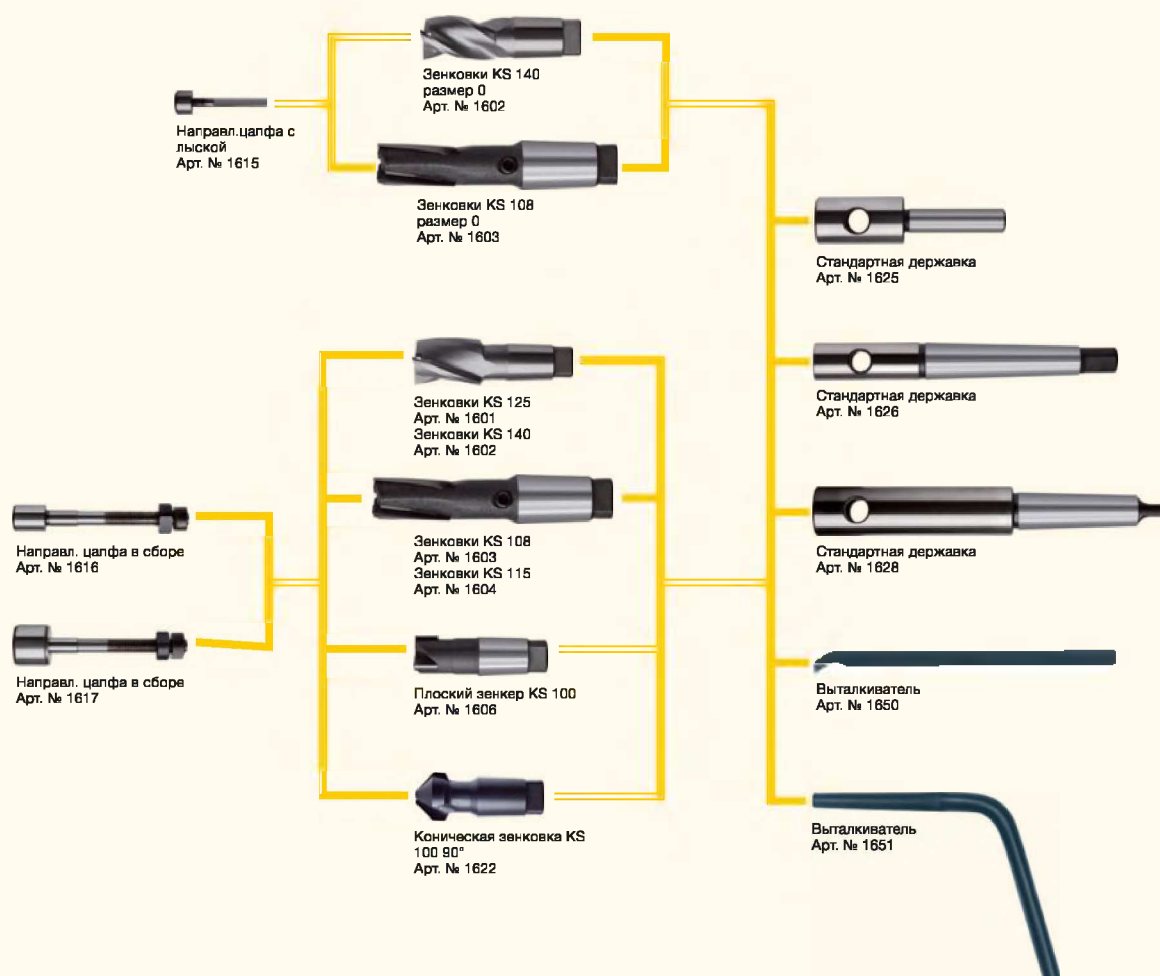 Зенковки KS 140
размер 0
Арт. № 1602
Направл.цапфа с
лыской
Арт. № 1615
Зенковки KS 108
размер 0
Арт. № 1603
Стандартная державка
Арт. № 1625
Зенковки KS 125
Арт. № 1601
Зенковки KS 140
Арт. № 1602
Стандартная державка
Арт. № 1626
Направл. цапфа в сборе
Арт. № 1616
Зенковки KS 108
Арт. № 1603
Зенковки KS 115
Арт. № 1604
Стандартная державка
Арт. № 1628
Направл. цапфа в сборе
Арт. № 1617
Плоский зенкер KS 100
Арт. № 1606
Выталкиватель
Арт. № 1650
Коническая зенковка KS
100 90°
Арт. № 1622
Выталкиватель
Арт. № 1651